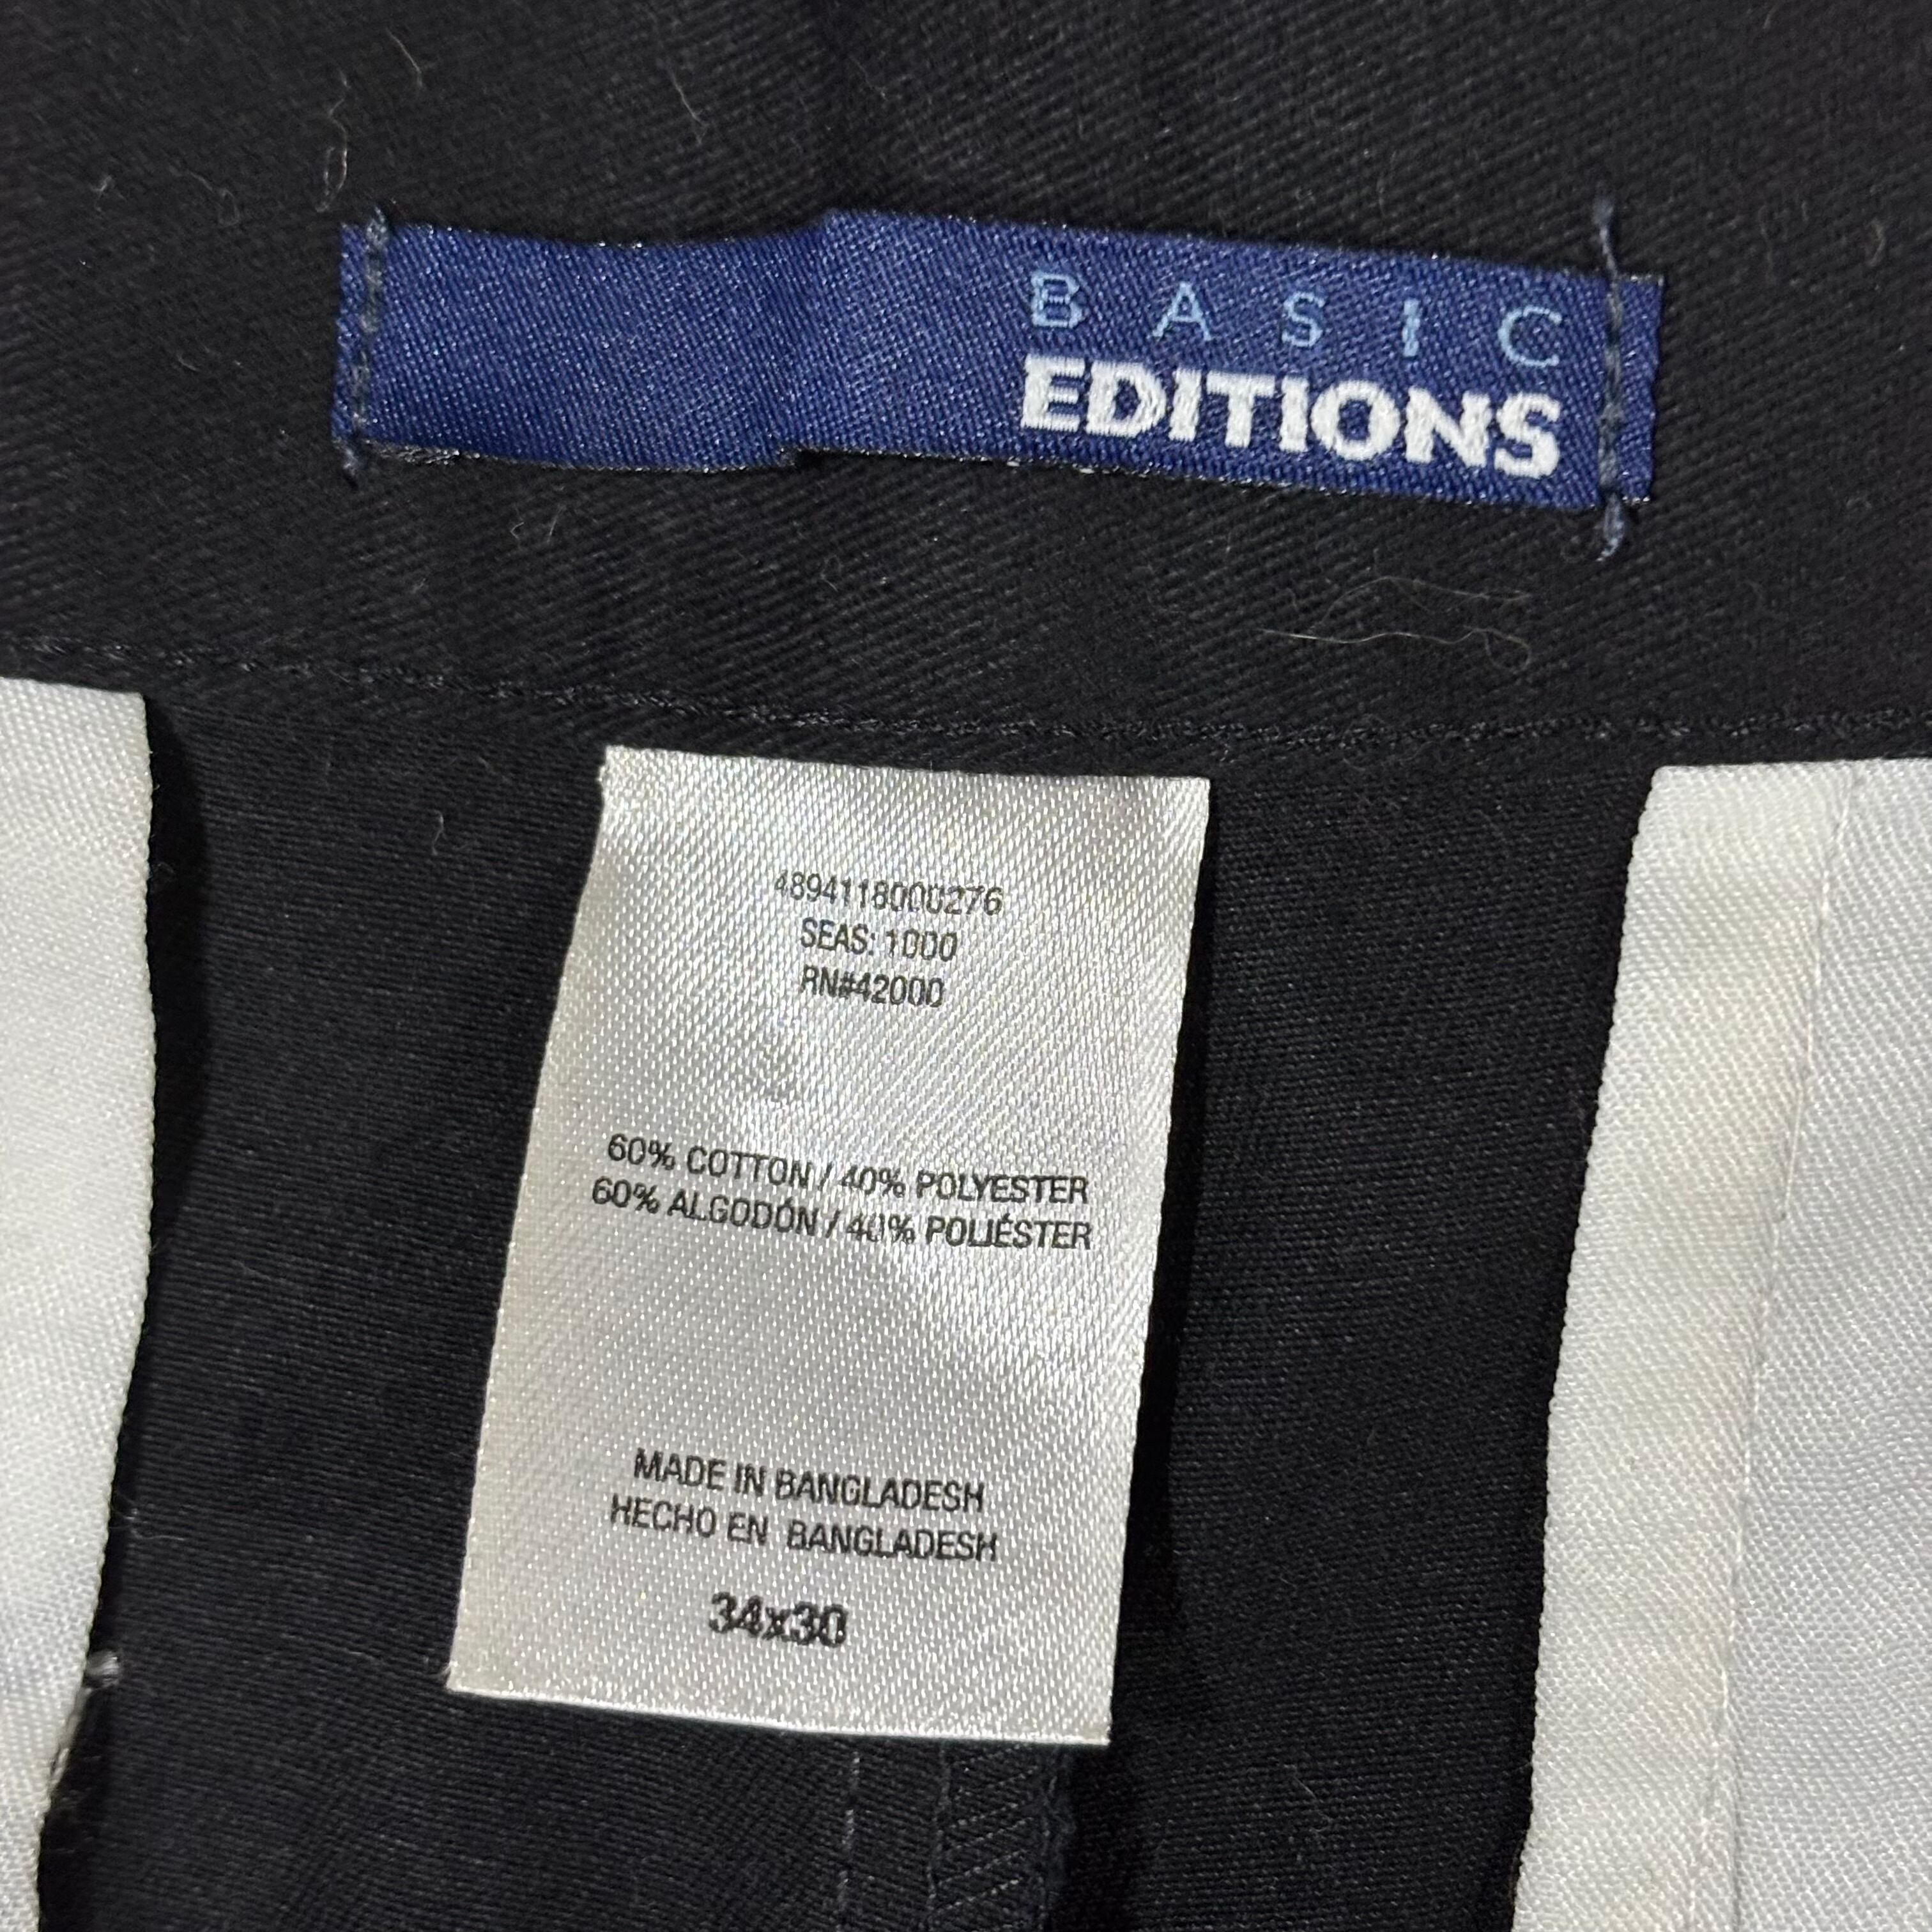 BASIC
EDITIONS
4894118000276
SEAS: 1000
RN#42000
60% COTTON / 40% POLYESTER
60% ALGODÓN / 40% POLIÉSTER
MADE IN BANGLADESH
HECHO EN BANGLADESH
34x30